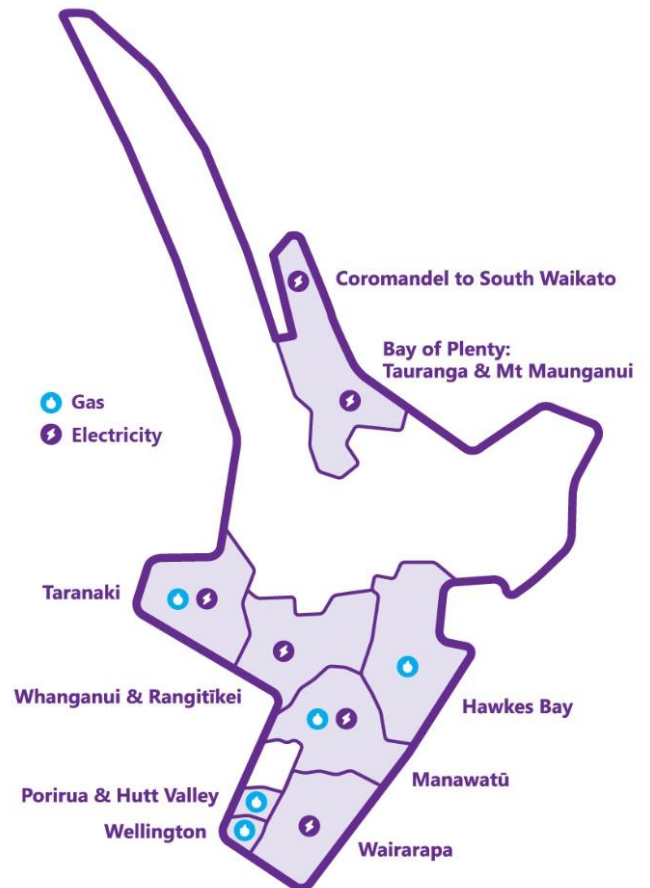 Coromandel to South Waikato
Bay of Plenty:
Tauranga & Mt Maunganui
Gas
Electricity
Taranaki
Whanganui & Rangitīkei
Hawkes Bay
Manawatū
Porirua & Hutt Valley
Wellington
Wairarapa